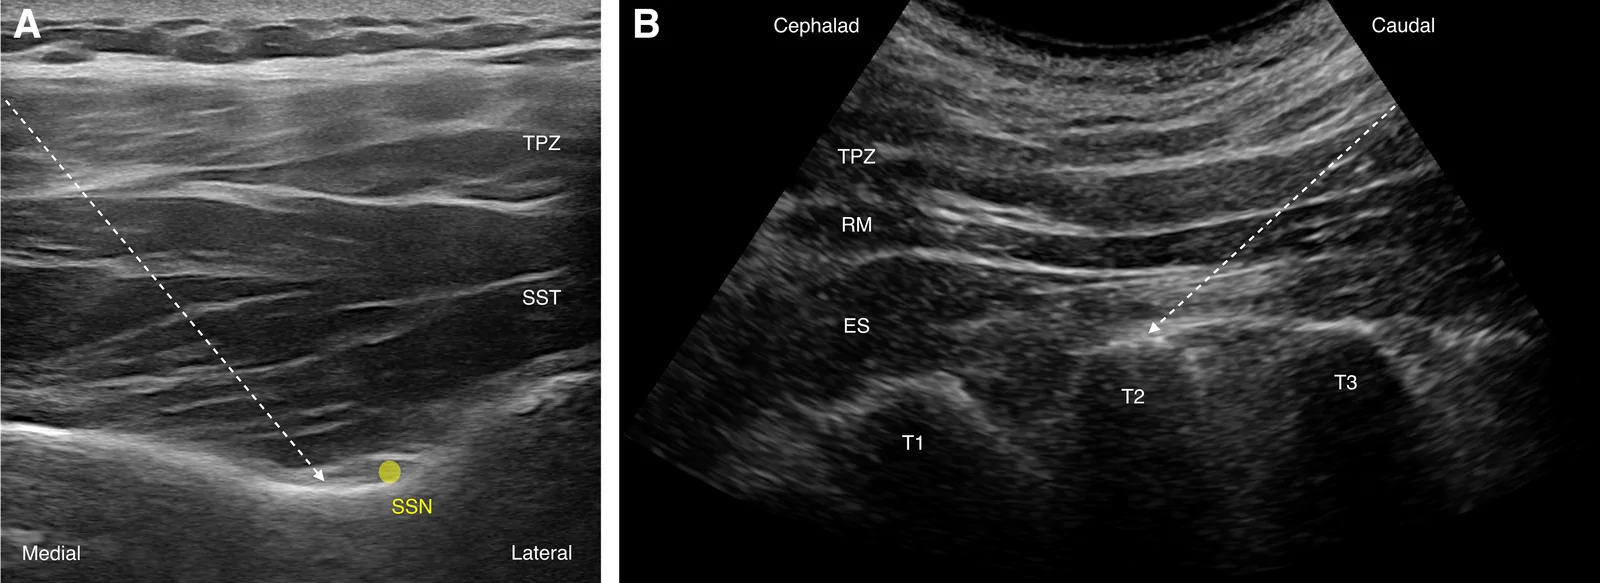 A
TPZ
SST
SSN
Medial
Lateral
B
Cephalad
Caudal
TPZ
RM
ES
T1
T2
T3